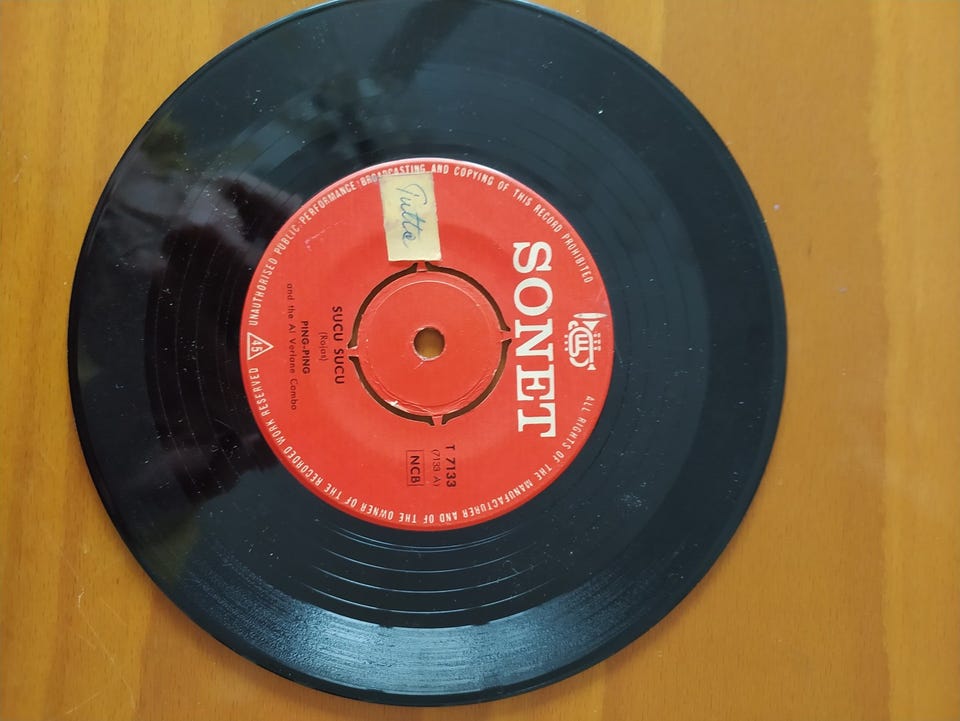 SONET
T 7133
(7133 A)
NCB
SUCU SUCU
(Rojas)
PING-PING
and the Al Verlane Combo
45
Tutta
ALL RIGHTS OF THE MANUFACTURER AND OF THE OWNER OF THE RECORDED WORK RESERVED
UNAUTHORISED PUBLIC PERFORMANCE BROADCASTING AND COPYING OF THIS RECORD PROHIBITED